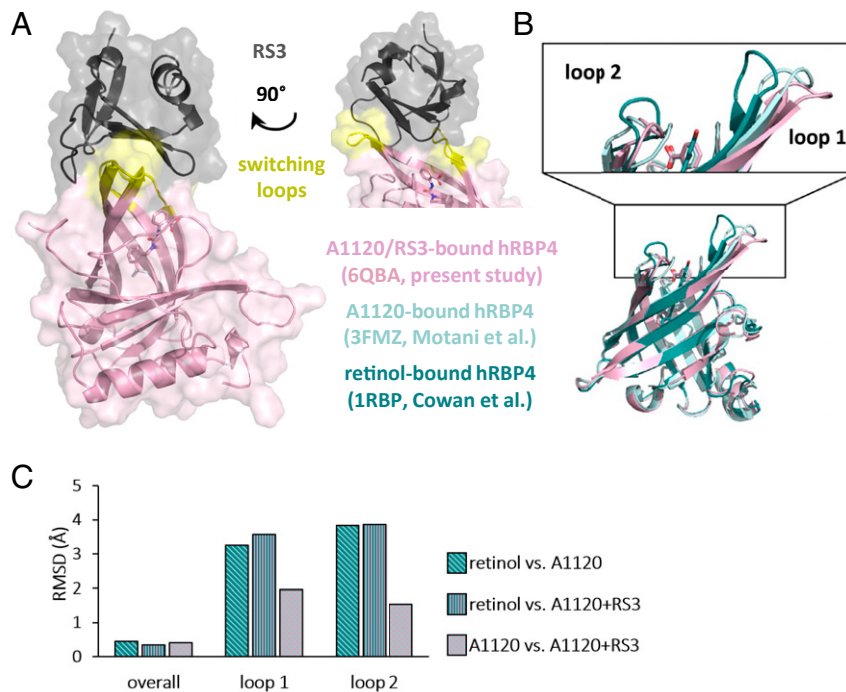 A
RS3
90°
switching
loops
A1120/RS3-bound hRBP4
(6QBA, present study)
A1120-bound hRBP4
(3FMZ, Motani et al.)
retinol-bound hRBP4
(1RBP, Cowan et al.)
B
loop 2
loop 1
C
RMSD (Å)
5
4
3
2
1
0
overall
loop 1
loop 2
retinol vs. A1120
retinol vs. A1120+RS3
A1120 vs. A1120+RS3